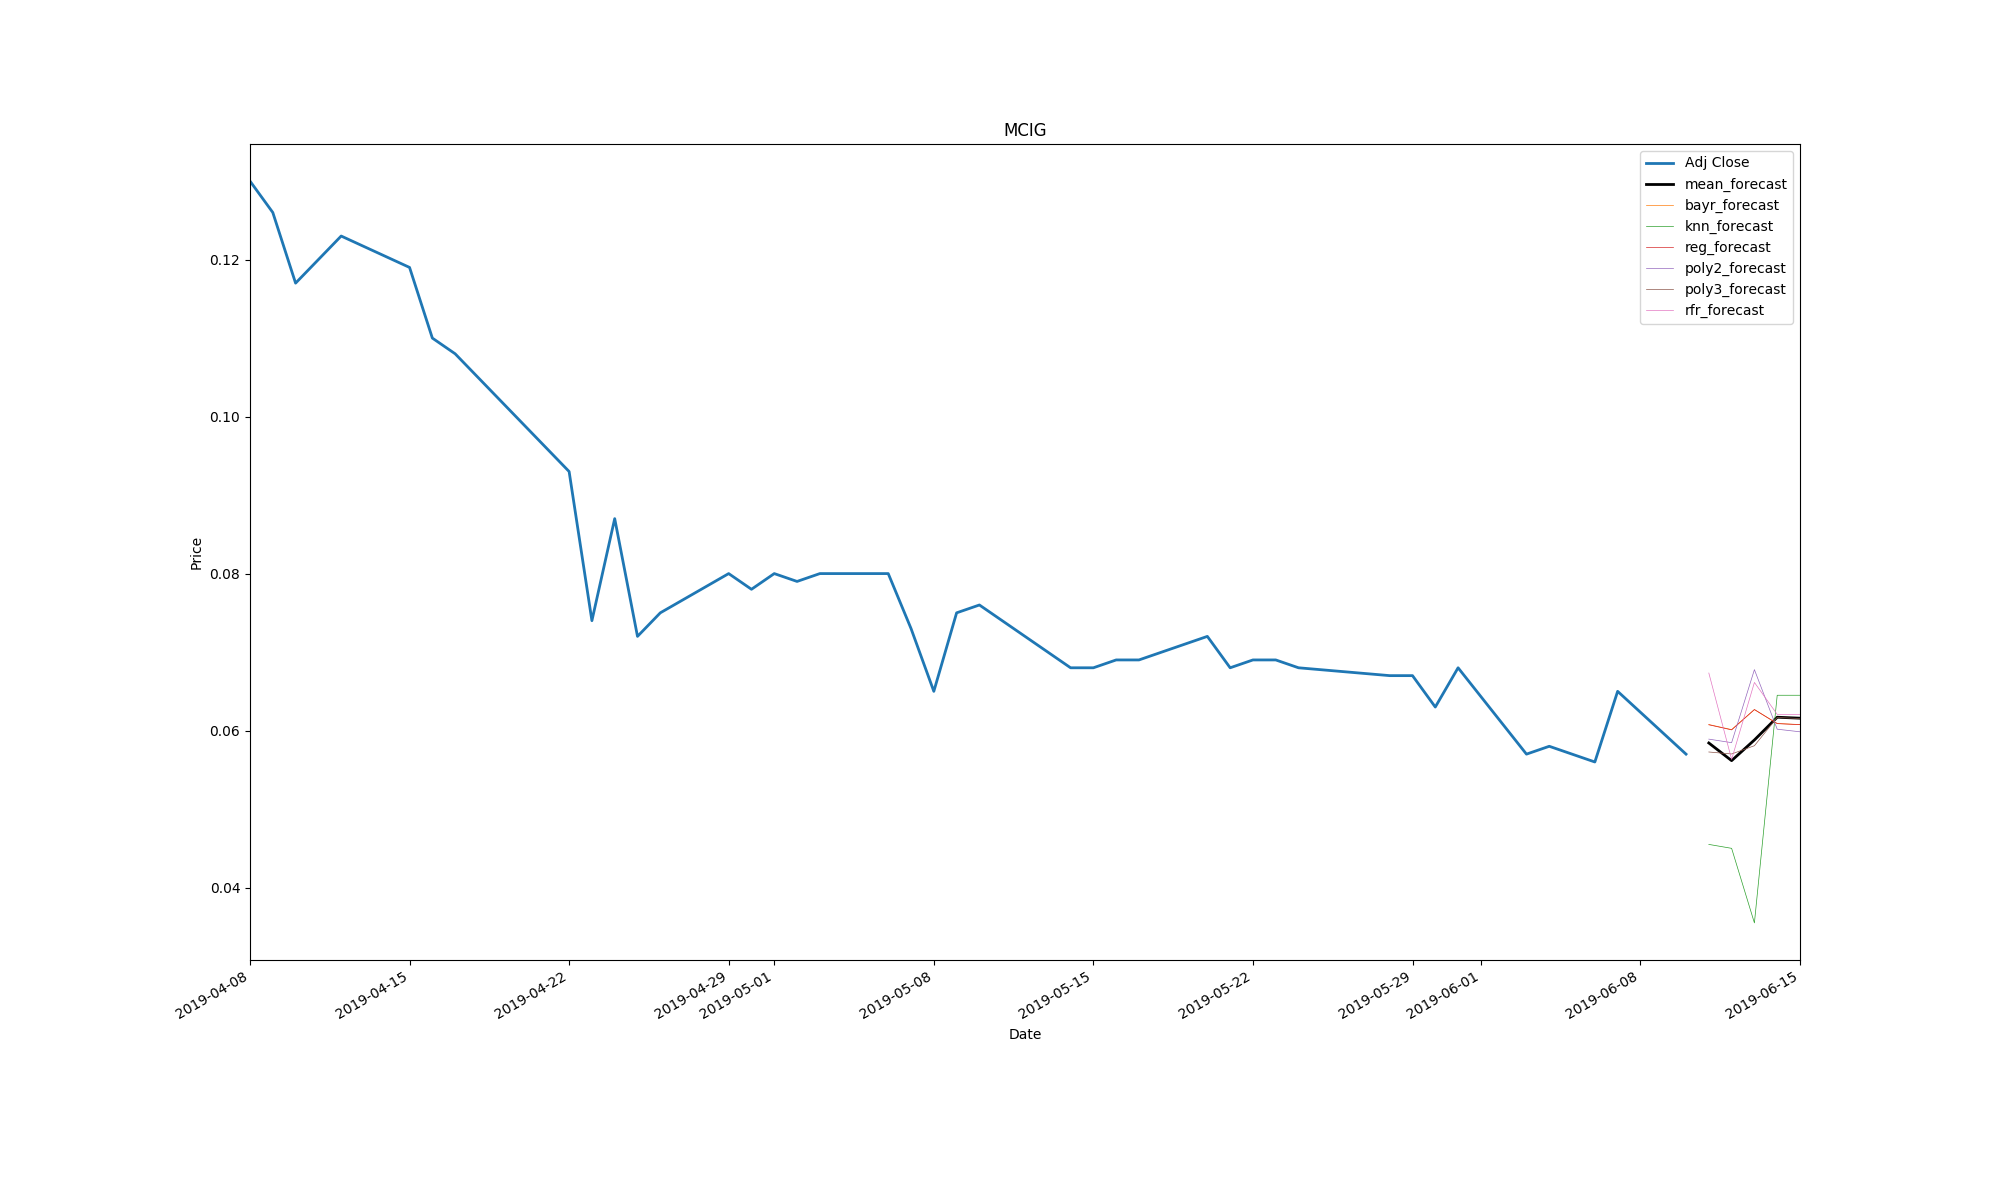 MCIG
Adj Close
mean_forecast
bayr_forecast
knn_forecast
reg_forecast
poly2_forecast
poly3_forecast
rfr_forecast
0.12
0.10
0.08
0.06
0.04
Price
2019-04-08
2019-04-15
2019-04-22
2019-04-29
2019-05-01
2019-05-08
2019-05-15
2019-05-22
2019-05-29
2019-06-01
2019-06-08
2019-06-15
Date